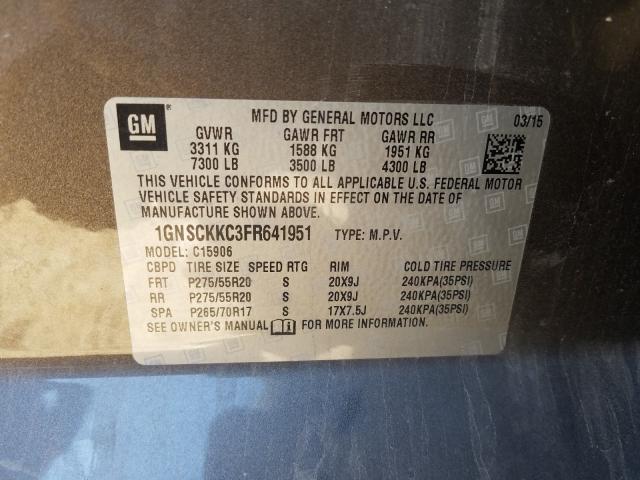 GM
MFD BY GENERAL MOTORS LLC 03/15
GVWR GAWR FRT GAWR RR
3311 KG 1588 KG 1951 KG
7300 LB 3500 LB 4300 LB
THIS VEHICLE CONFORMS TO ALL APPLICABLE U.S. FEDERAL MOTOR
VEHICLE SAFETY STANDARDS IN EFFECT ON THE DATE OF
MANUFACTURE SHOWN ABOVE.
1GNSCKKC3FR641951 TYPE: M.P.V.
MODEL: C15906
CBPD TIRE SIZE SPEED RTG RIM COLD TIRE PRESSURE
FRT P275/55R20 S 20X9J 240KPA(35PSI)
RR P275/55R20 S 20X9J 240KPA(35PSI)
SPA P265/70R17 S 17X7.5J 240KPA(35PSI)
SEE OWNER'S MANUAL FOR MORE INFORMATION.